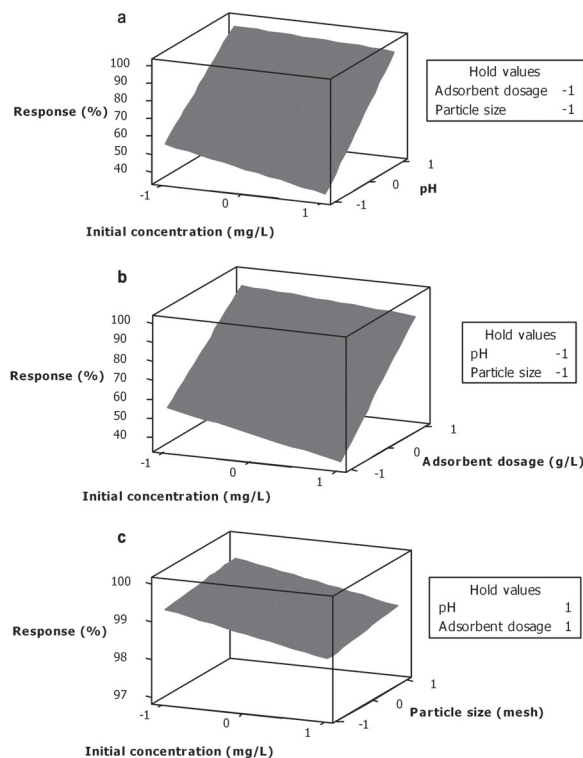 a
100
90
80
70
60
50
40
Response (%)
-1
0
1
Initial concentration (mg/L)
-1
0
1
pH
Hold values
Adsorbent dosage -1
Particle size -1
b
100
90
80
70
60
50
40
Response (%)
-1
0
1
Initial concentration (mg/L)
-1
0
1
Adsorbent dosage (g/L)
Hold values
pH -1
Particle size -1
c
100
99
98
97
Response (%)
-1
0
1
Initial concentration (mg/L)
-1
0
1
Particle size (mesh)
Hold values
pH 1
Adsorbent dosage 1